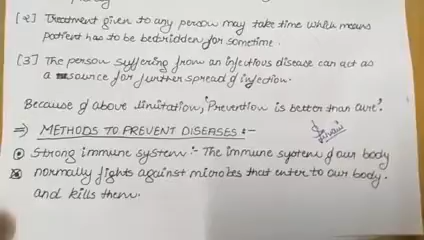 [2] Treatment given to any person may take time which means
patient has to be bedridden for sometime.
[3] The person suffering from an infectious disease can act as
a source for further spread of infection.
Because of above limitation, 'Prevention is better than cure'.
⇒) METHODS TO PREVENT DISEASES :-
Strong immune system :- The immune system of our body
normally fights against microbes that enter to our body.
and kills them.